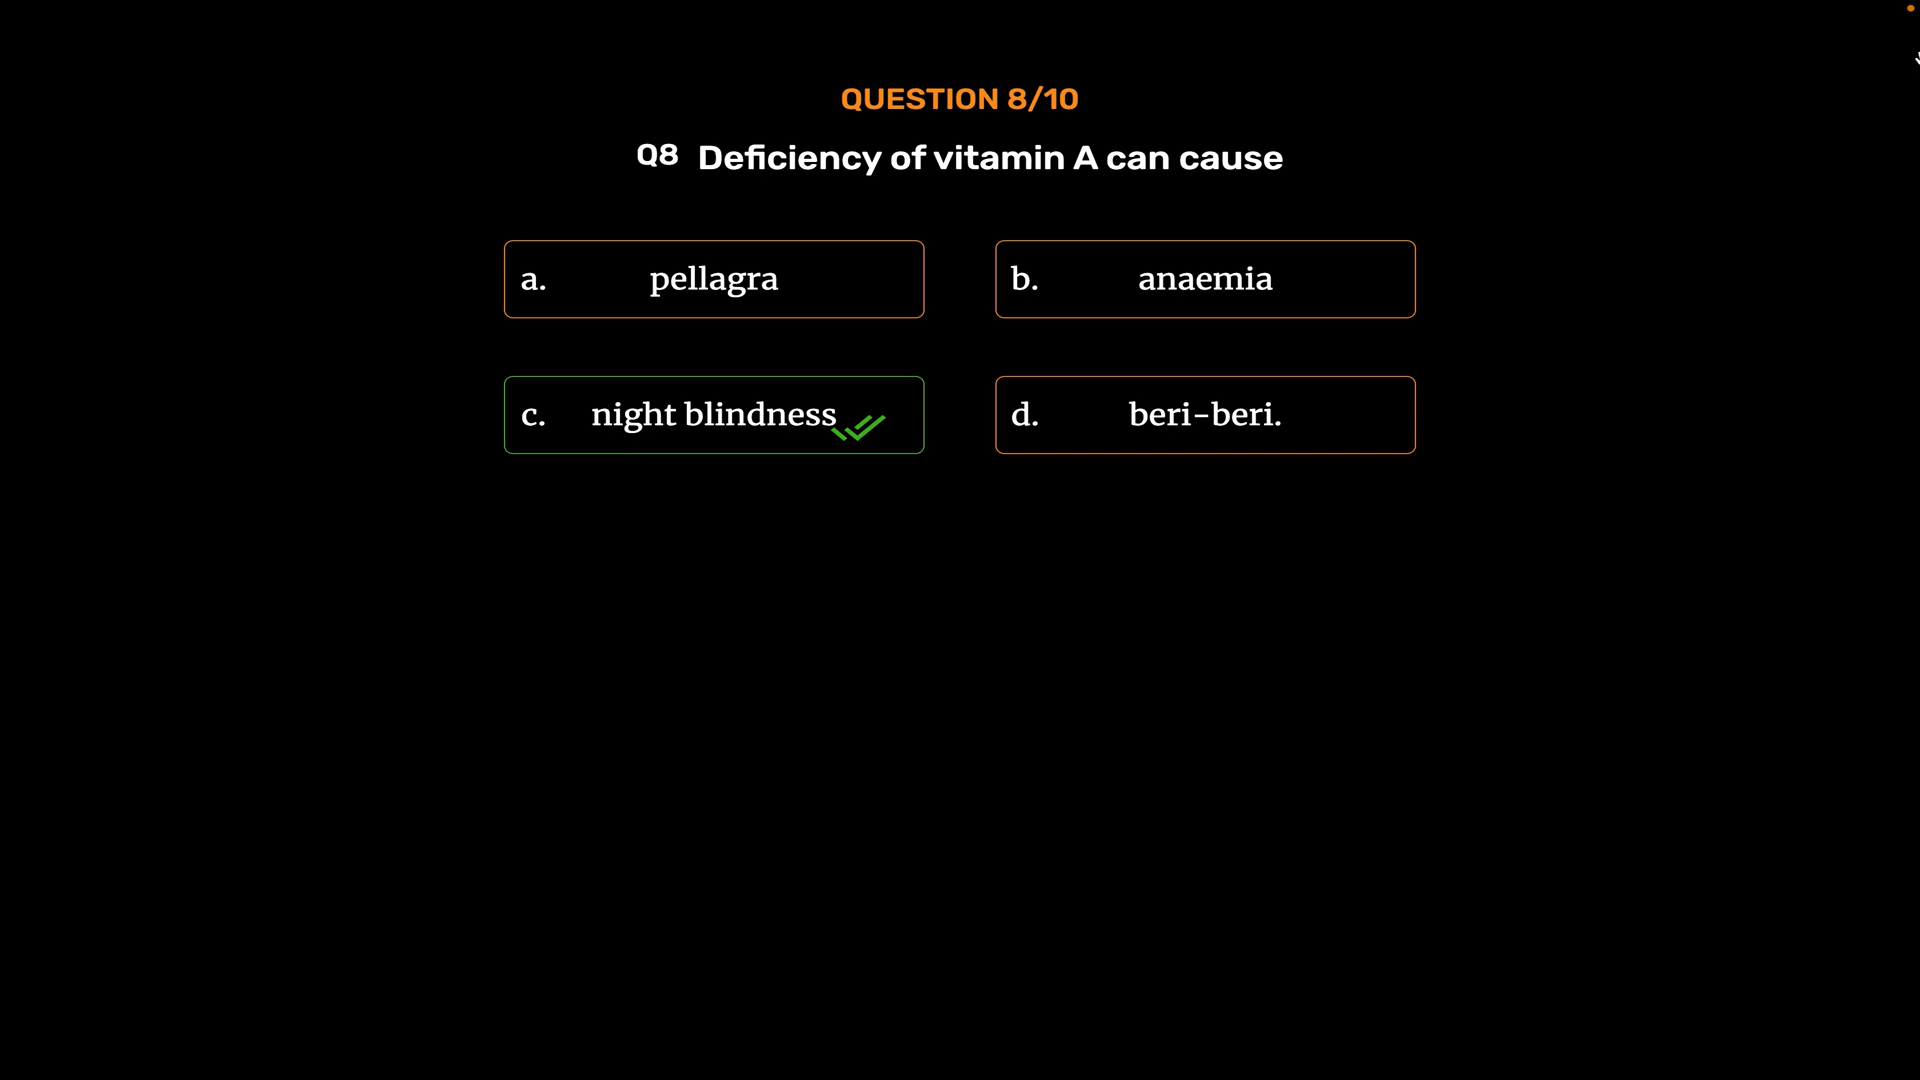 QUESTION 8/10
Q8 Deficiency of vitamin A can cause
a. pellagra
b. anaemia
c. night blindness
d. beri-beri.